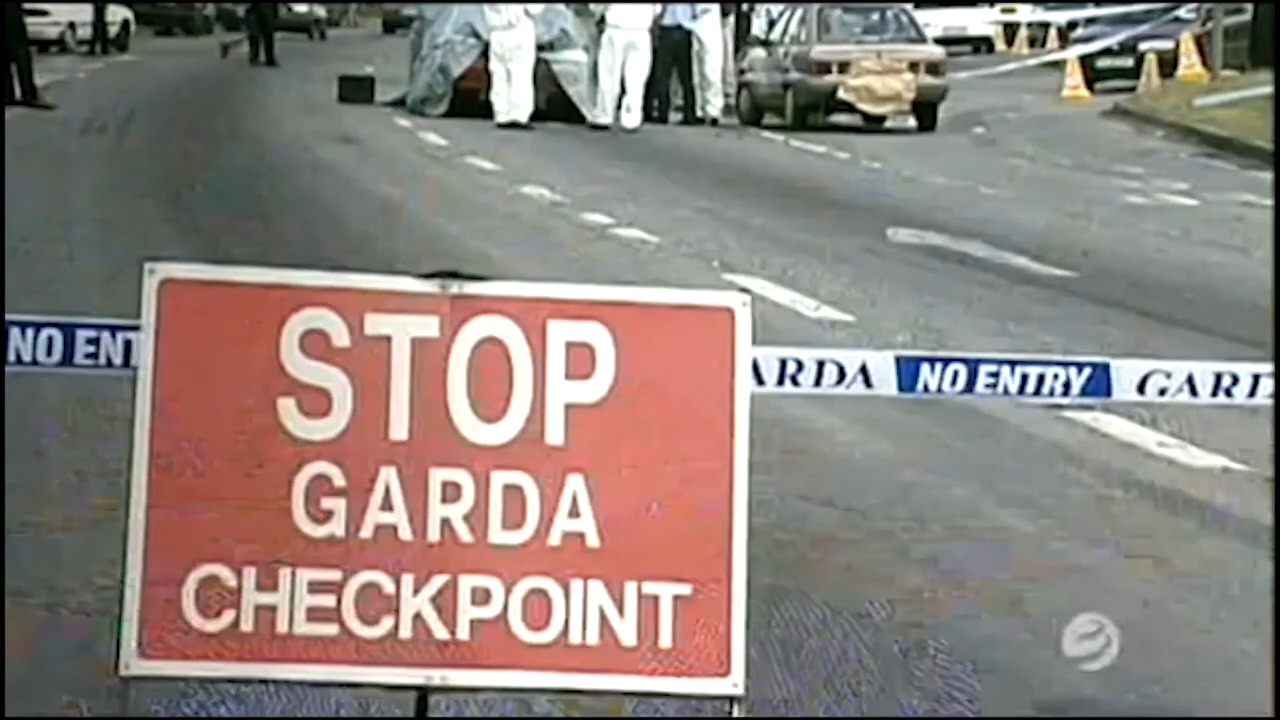 STOP
GARDA
CHECKPOINT
NO ENT
ARDA NO ENTRY GARD